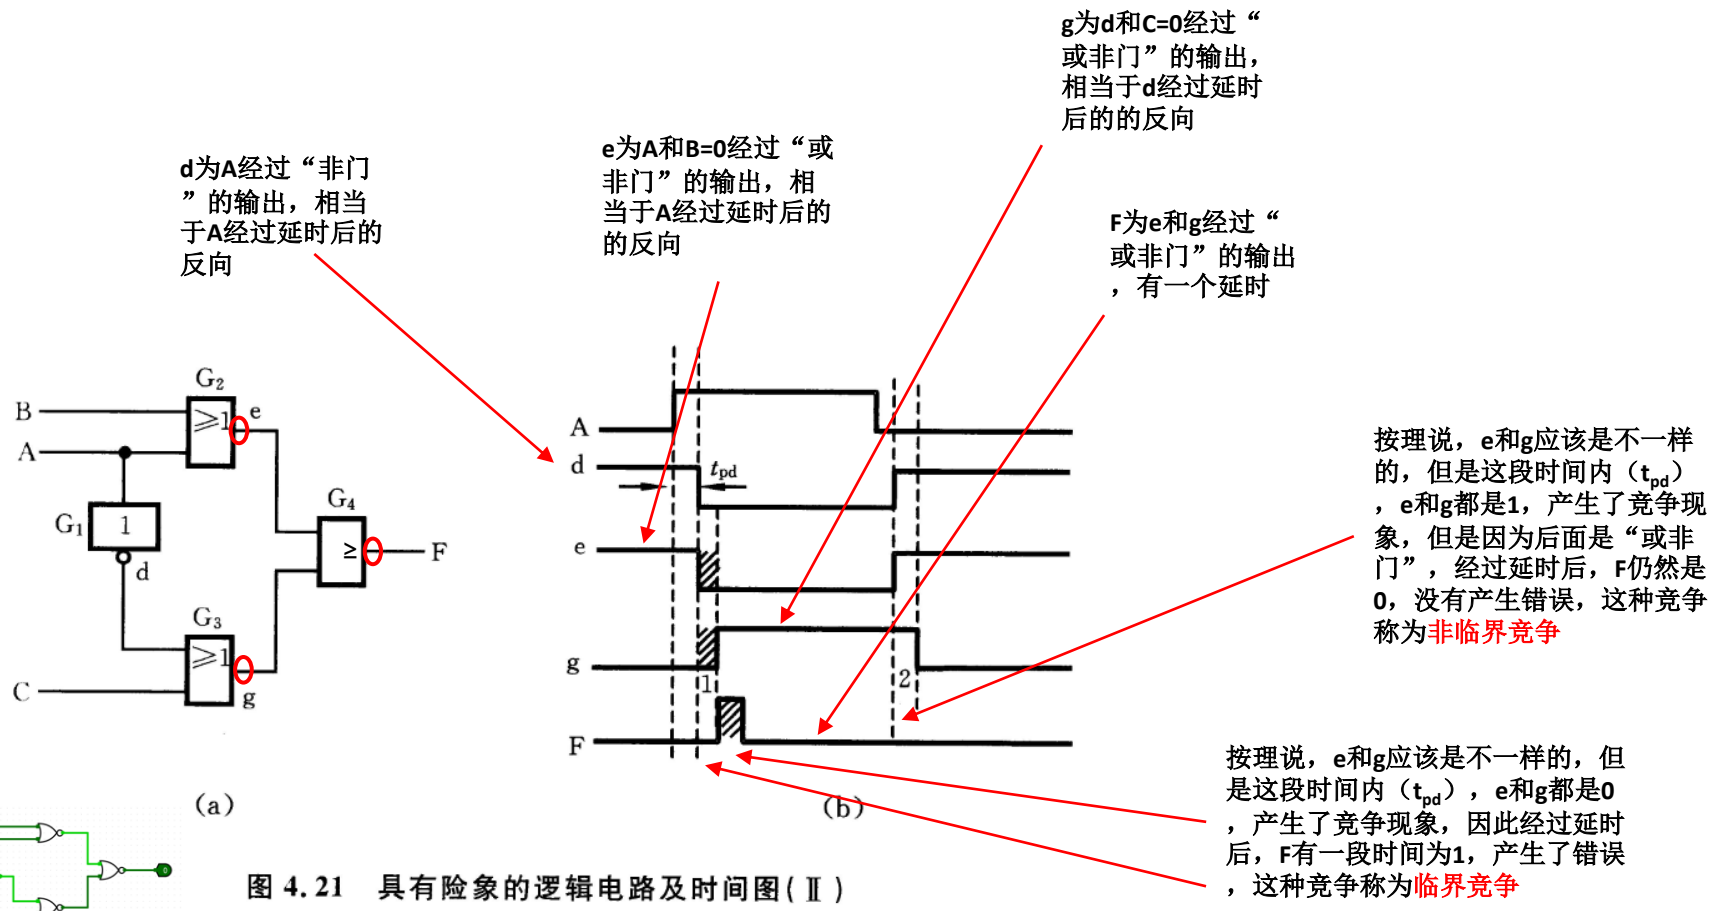 g为d和C=0经过“
或非门”的输出，
相当于d经过延时
后的的反向
e为A和B=0经过“或
非门”的输出，相
当于A经过延时后的
的反向
d为A经过“非门
”的输出，相当
于A经过延时后的
反向
F为e和g经过“
或非门”的输出
，有一个延时
G₂
B
≥1
e
A
G₁
1
d
G₄
≥
F
G₃
≥1
C
g
(a)
A
d
tpd
e
g
1
2
F
(b)
按理说，e和g应该是不一样
的，但是这段时间内（tpd）
，e和g都是1，产生了竞争现
象，但是因为后面是“或非
门”，经过延时后，F仍然是
0，没有产生错误，这种竞争
称为非临界竞争
按理说，e和g应该是不一样的，但
是这段时间内（tpd），e和g都是0
，产生了竞争现象，因此经过延时
后，F有一段时间为1，产生了错误
，这种竞争称为临界竞争
图 4.21 具有险象的逻辑电路及时间图(Ⅱ)